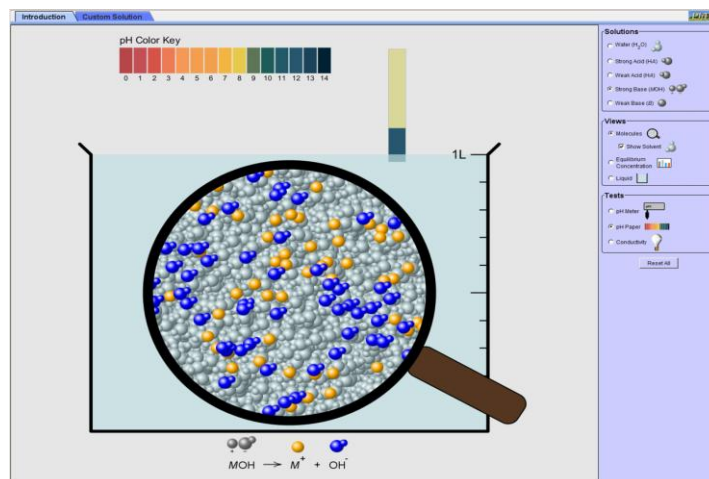 Introduction
Custom Solution
PhET
pH Color Key
0 1 2 3 4 5 6 7 8 9 10 11 12 13 14
1L
MOH → M+ + OH-
Solutions
Water (H2O)
Strong Acid (HA)
Weak Acid (HA)
Strong Base (MOH)
Weak Base (B)
Views
Molecules
Show Solvent
Equilibrium
Concentration
Liquid
Tests
pH Meter
pH Paper
Conductivity
Reset All